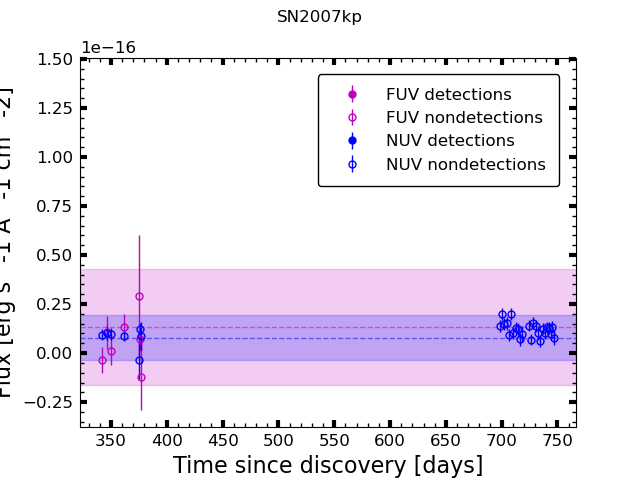 SN2007kp
1e−16
1.50
1.25
1.00
0.75
0.50
0.25
0.00
−0.25
Flux [erg s -1 A -1 cm -2]
FUV detections
FUV nondetections
NUV detections
NUV nondetections
350 400 450 500 550 600 650 700 750
Time since discovery [days]